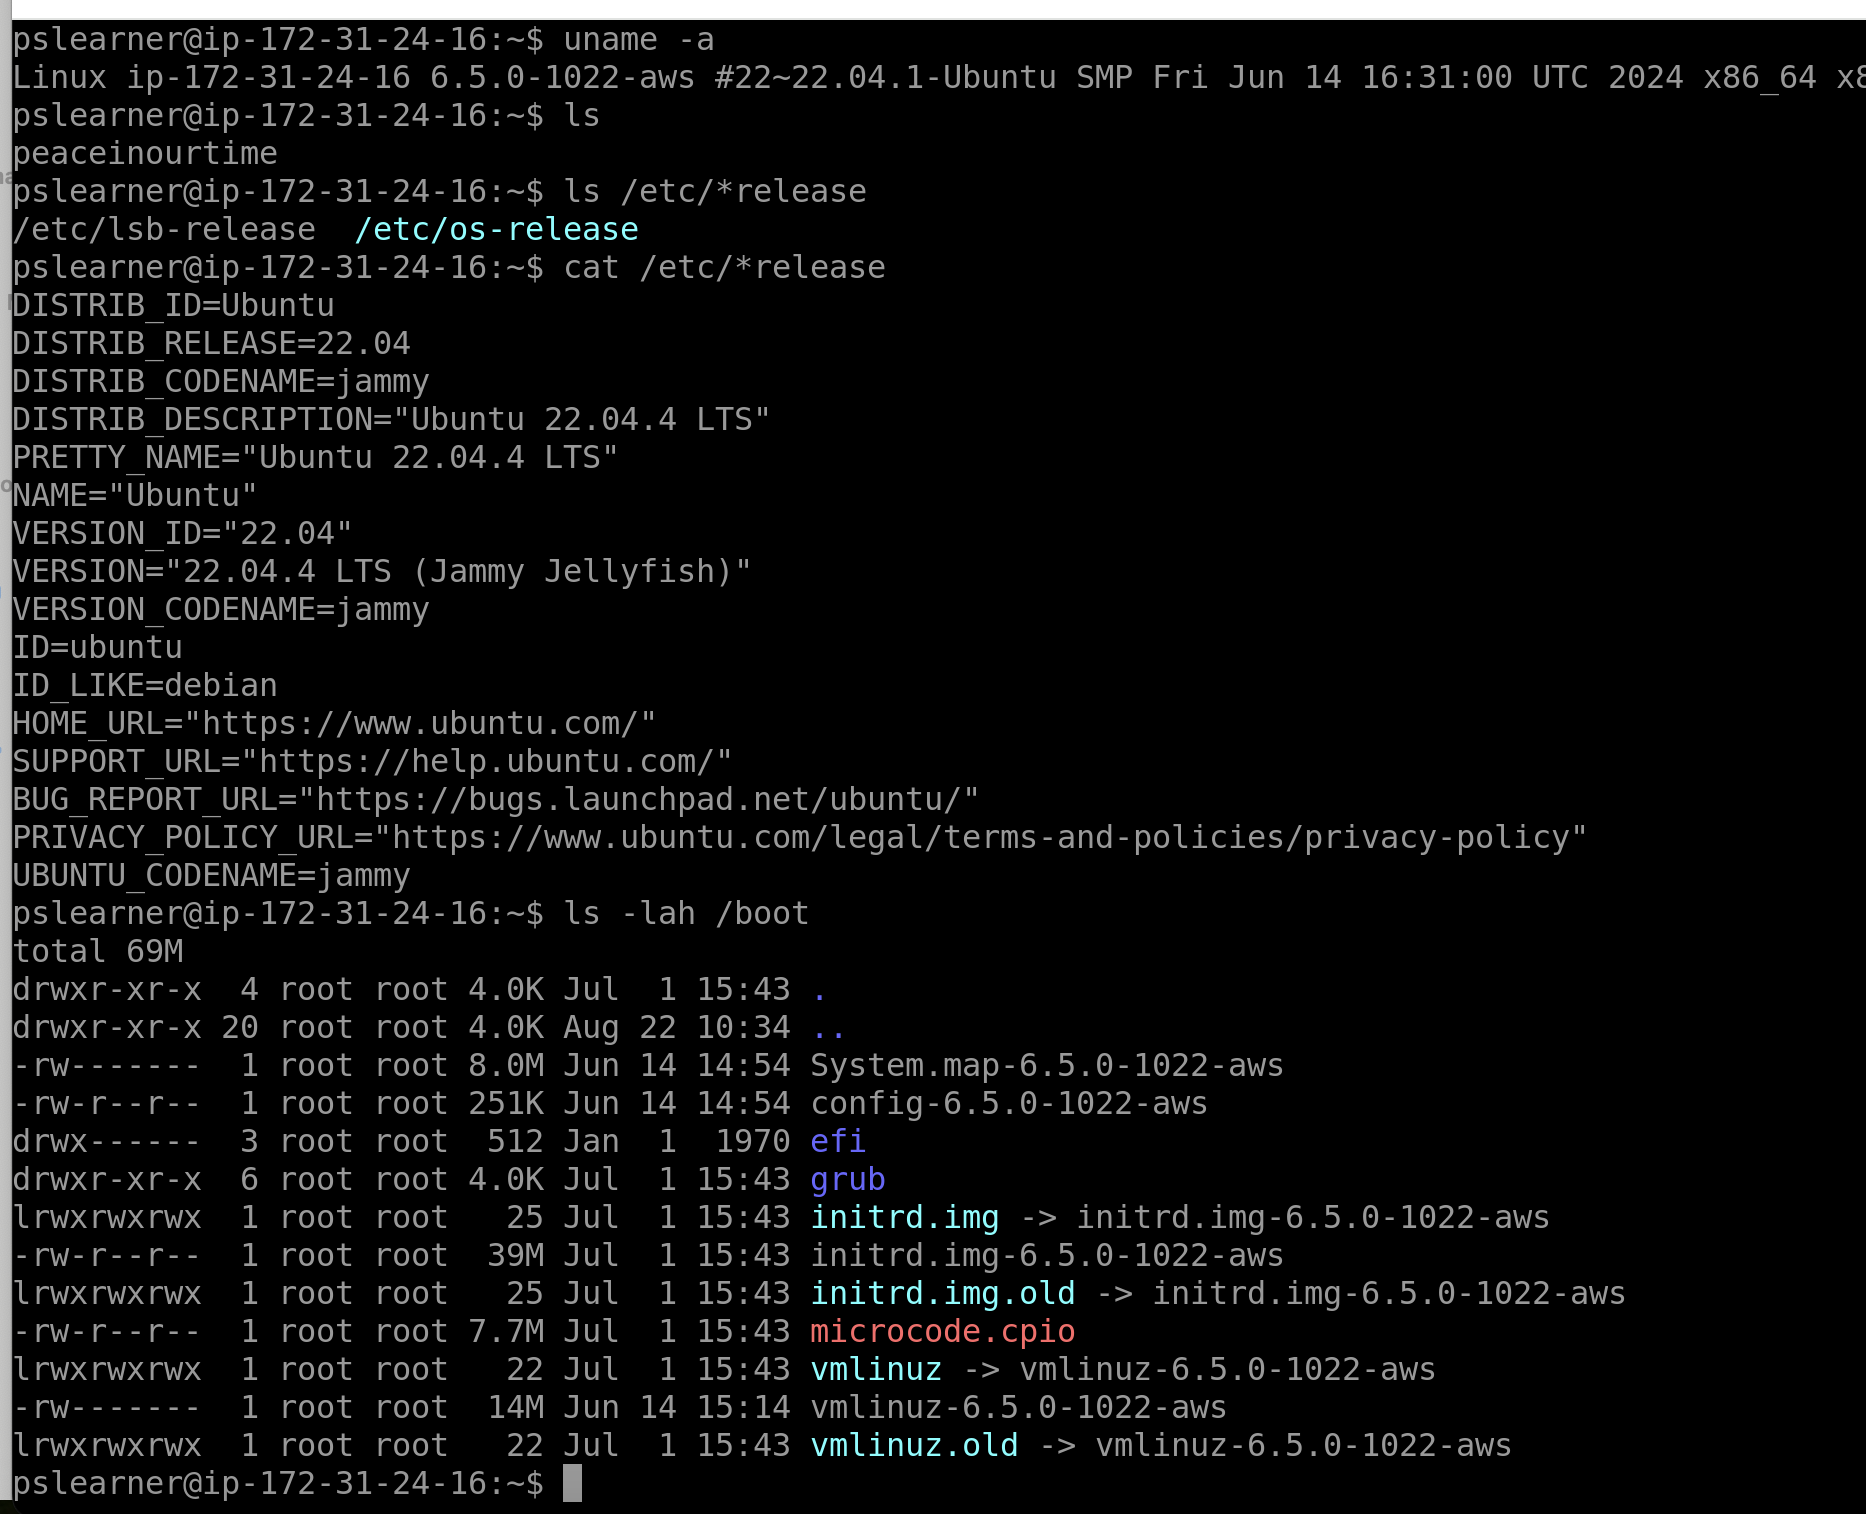 pslearner@ip-172-31-24-16:~$ uname -a
Linux ip-172-31-24-16 6.5.0-1022-aws #22~22.04.1-Ubuntu SMP Fri Jun 14 16:31:00 UTC 2024 x86_64 x8
pslearner@ip-172-31-24-16:~$ ls
peaceinourtime
pslearner@ip-172-31-24-16:~$ ls /etc/*release
/etc/lsb-release  /etc/os-release
pslearner@ip-172-31-24-16:~$ cat /etc/*release
DISTRIB_ID=Ubuntu
DISTRIB_RELEASE=22.04
DISTRIB_CODENAME=jammy
DISTRIB_DESCRIPTION="Ubuntu 22.04.4 LTS"
PRETTY_NAME="Ubuntu 22.04.4 LTS"
NAME="Ubuntu"
VERSION_ID="22.04"
VERSION="22.04.4 LTS (Jammy Jellyfish)"
VERSION_CODENAME=jammy
ID=ubuntu
ID_LIKE=debian
HOME_URL="https://www.ubuntu.com/"
SUPPORT_URL="https://help.ubuntu.com/"
BUG_REPORT_URL="https://bugs.launchpad.net/ubuntu/"
PRIVACY_POLICY_URL="https://www.ubuntu.com/legal/terms-and-policies/privacy-policy"
UBUNTU_CODENAME=jammy
pslearner@ip-172-31-24-16:~$ ls -lah /boot
total 69M
drwxr-xr-x  4 root root 4.0K Jul  1 15:43 .
drwxr-xr-x 20 root root 4.0K Aug 22 10:34 ..
-rw-------  1 root root 8.0M Jun 14 14:54 System.map-6.5.0-1022-aws
-rw-r--r--  1 root root 251K Jun 14 14:54 config-6.5.0-1022-aws
drwx------  3 root root  512 Jan  1  1970 efi
drwxr-xr-x  6 root root 4.0K Jul  1 15:43 grub
lrwxrwxrwx  1 root root   25 Jul  1 15:43 initrd.img -> initrd.img-6.5.0-1022-aws
-rw-r--r--  1 root root  39M Jul  1 15:43 initrd.img-6.5.0-1022-aws
lrwxrwxrwx  1 root root   25 Jul  1 15:43 initrd.img.old -> initrd.img-6.5.0-1022-aws
-rw-r--r--  1 root root 7.7M Jul  1 15:43 microcode.cpio
lrwxrwxrwx  1 root root   22 Jul  1 15:43 vmlinuz -> vmlinuz-6.5.0-1022-aws
-rw-------  1 root root  14M Jun 14 15:14 vmlinuz-6.5.0-1022-aws
lrwxrwxrwx  1 root root   22 Jul  1 15:43 vmlinuz.old -> vmlinuz-6.5.0-1022-aws
pslearner@ip-172-31-24-16:~$